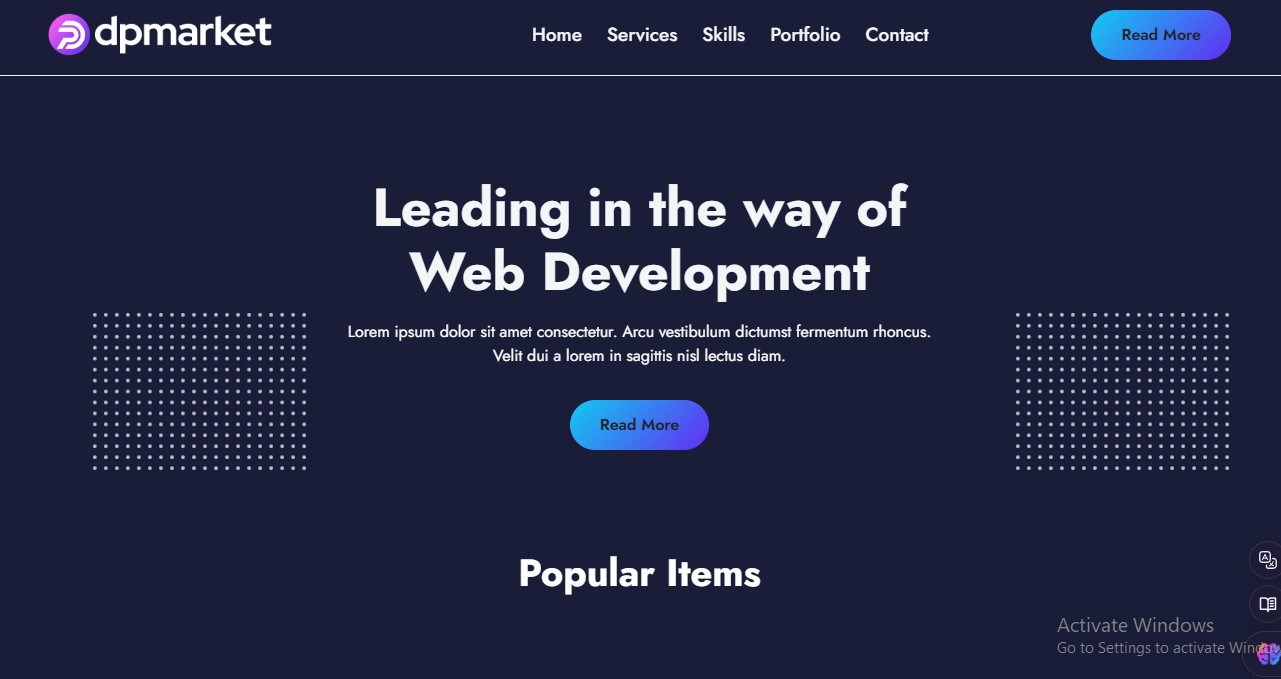 dpmarket
Home Services Skills Portfolio Contact
Read More
Leading in the way of
Web Development
Lorem ipsum dolor sit amet consectetur. Arcu vestibulum dictumst fermentum rhoncus.
Velit dui a lorem in sagittis nisl lectus diam.
Read More
Popular Items
Activate Windows
Go to Settings to activate Windows